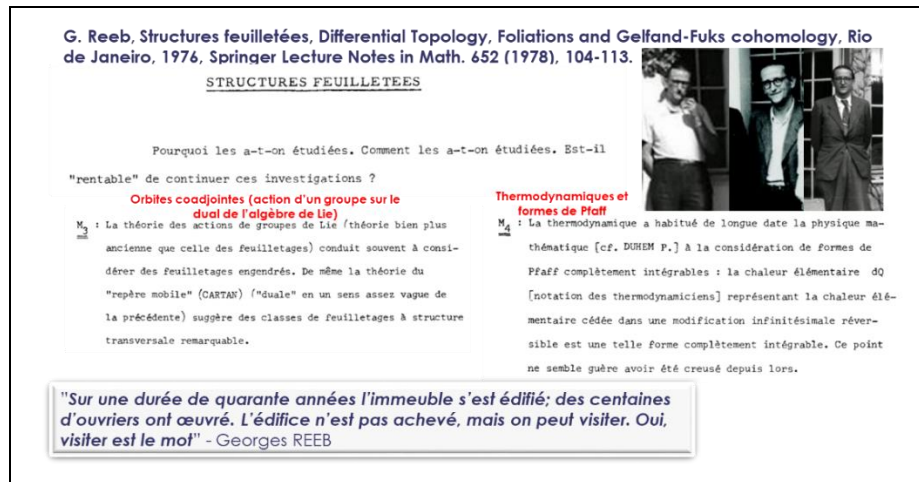 G. Reeb, Structures feuilletées, Differential Topology, Foliations and Gelfand-Fuks cohomology, Rio
de Janeiro, 1976, Springer Lecture Notes in Math. 652 (1978), 104-113.
STRUCTURES FEUILLETEES
Pourquoi les a-t-on étudiées. Comment les a-t-on étudiées. Est-il
"rentable" de continuer ces investigations ?
Orbites coadjointes (action d'un groupe sur le
dual de l'algèbre de Lie)
M3 : La théorie des actions de groupes de Lie (théorie bien plus
ancienne que celle des feuilletages) conduit souvent à consi-
dérer des feuilletages engendrés. De même la théorie du
"repère mobile" (CARTAN) ("duale" en un sens assez vague de
la précédente) suggère des classes de feuilletages à structure
transversale remarquable.
Thermodynamiques et
formes de Pfaff
M4 : La thermodynamique a habitué de longue date la physique ma-
thématique [cf. DUHEM P.] à la considération de formes de
Pfaff complètement intégrables : la chaleur élémentaire dQ
[notation des thermodynamiciens] représentant la chaleur élé-
mentaire cédée dans une modification infinitésimale réver-
sible est une telle forme complètement intégrable. Ce point
ne semble guère avoir été creusé depuis lors.
"Sur une durée de quarante années l'immeuble s'est édifié; des centaines
d'ouvriers ont œuvré. L'édifice n'est pas achevé, mais on peut visiter. Oui,
visiter est le mot" - Georges REEB